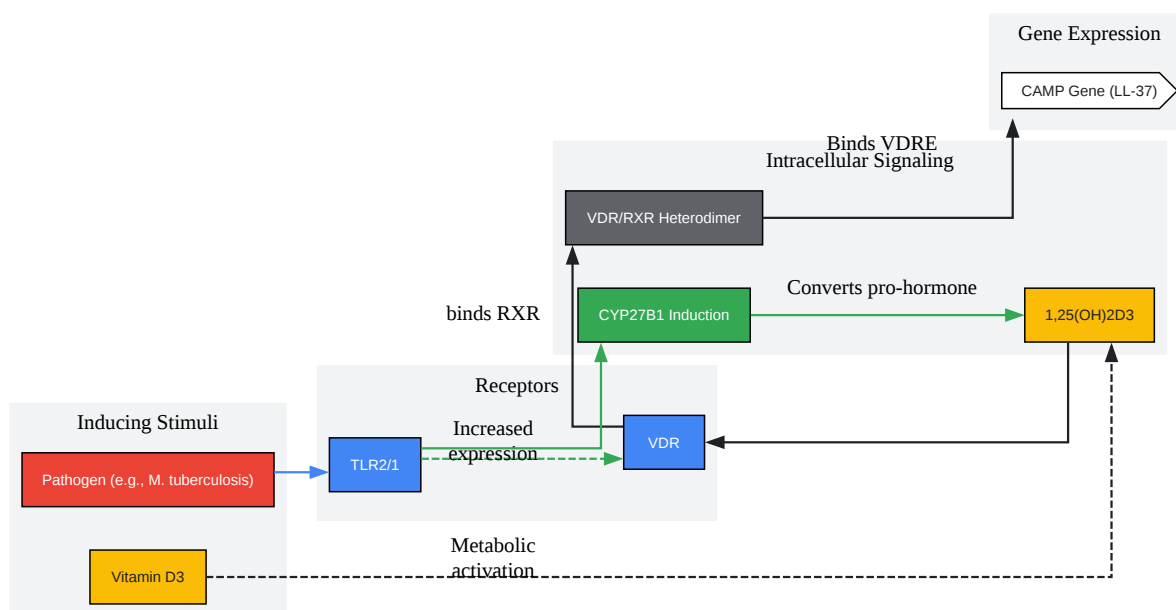 Gene Expression
CAMP Gene (LL-37)
Binds VDRE
Intracellular Signaling
VDR/RXR Heterodimer
Converts pro-hormone
binds RXR
CYP27B1 Induction
1,25(OH)2D3
Receptors
Inducing Stimuli
Increased
expression
VDR
TLR2/1
Pathogen (e.g., M. tuberculosis)
Metabolic
activation
Vitamin D3